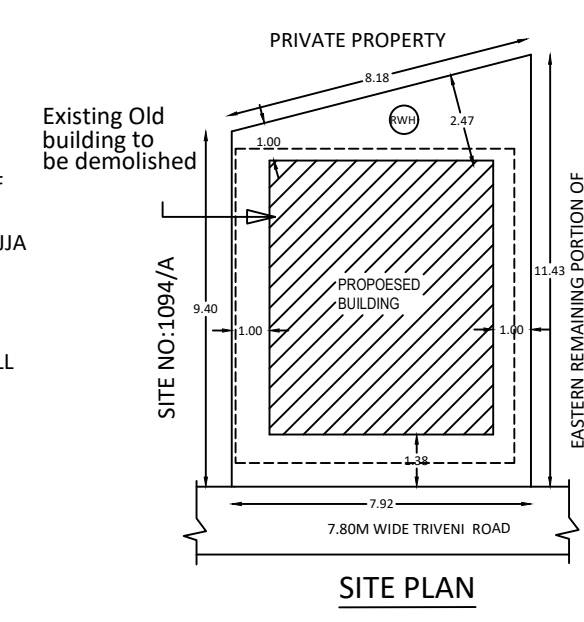 PRIVATE PROPERTY
8.18
Existing Old
building to
be demolished
RWH
2.47
1.00
JJA
PROPOESED
BUILDING
11.43
9.40
1.00
1.00
SITE NO:1094/A
EASTERN REMAINING PORTION OF
LL
1.38
7.92
7.80M WIDE TRIVENI ROAD
SITE PLAN